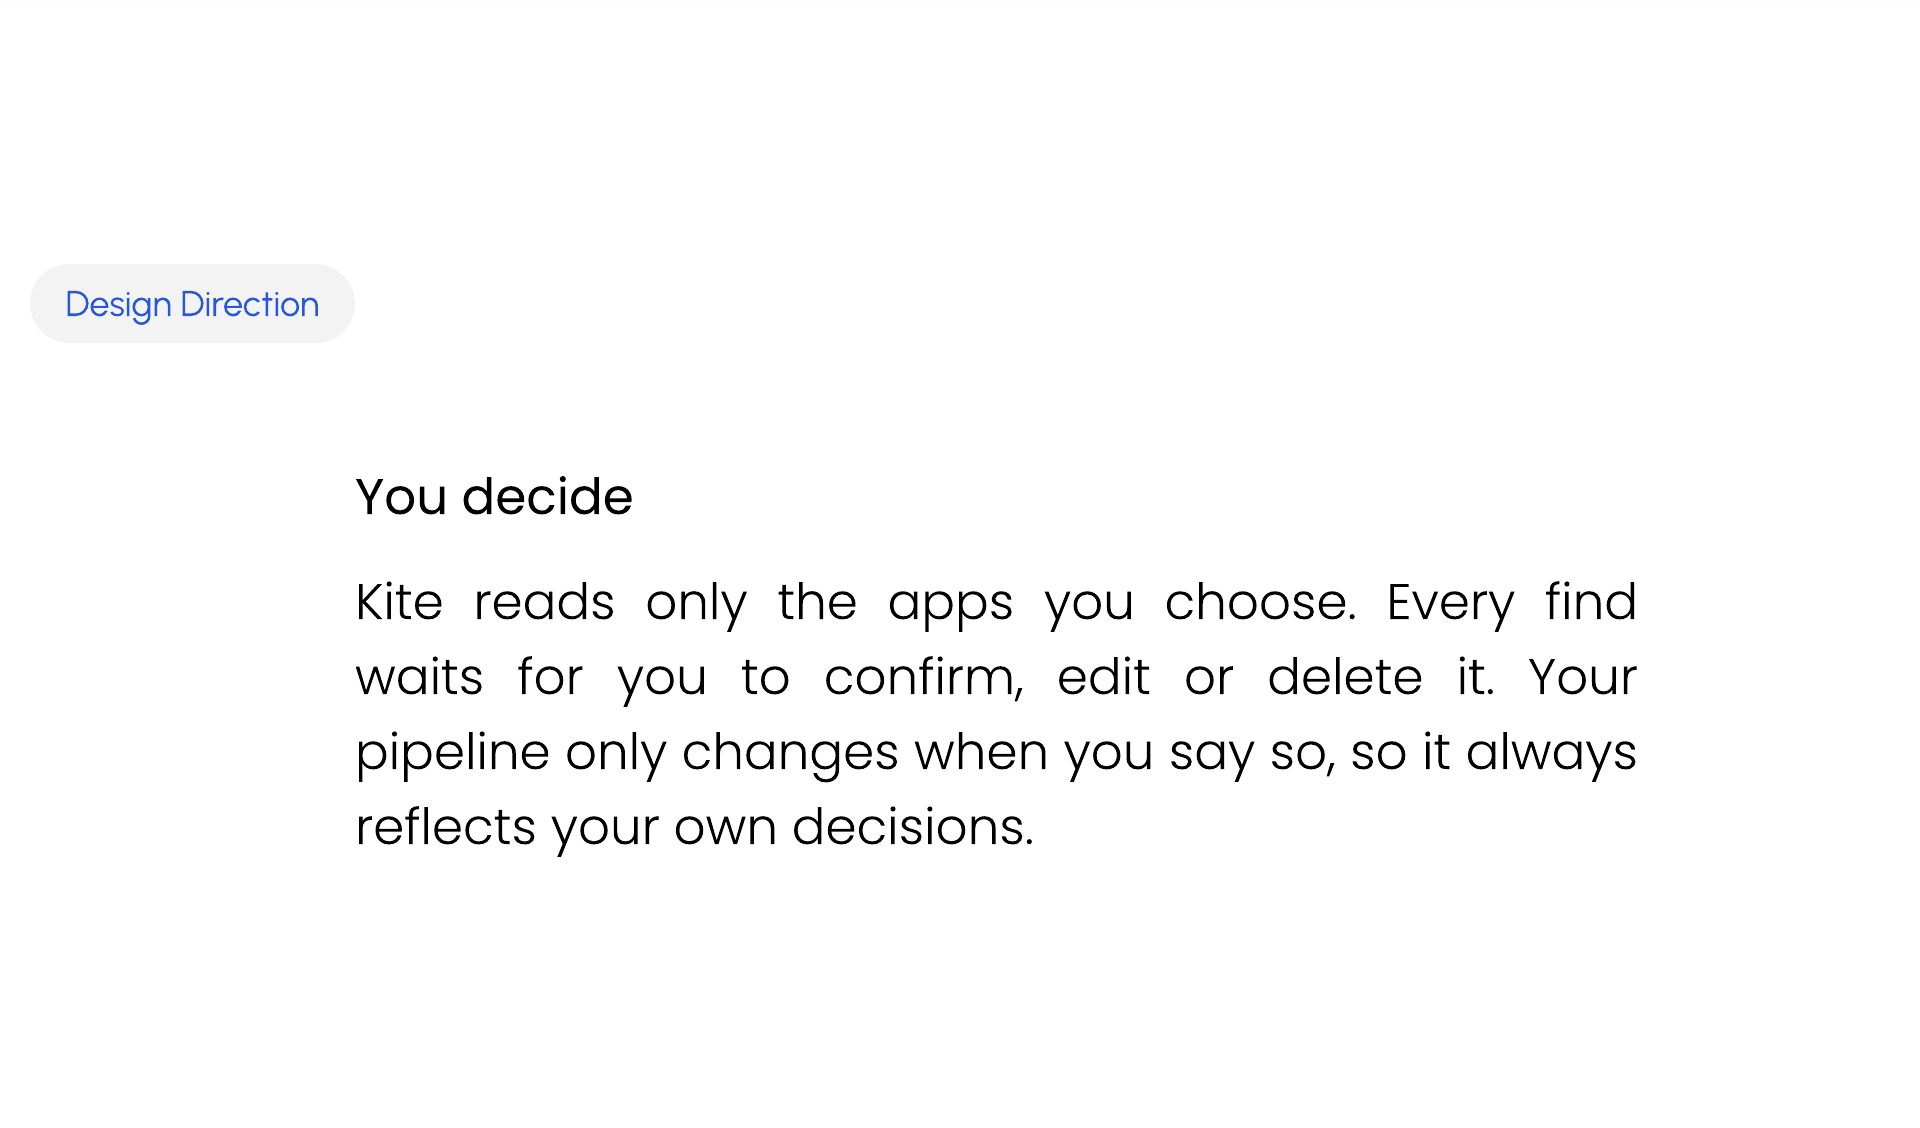 Design Direction
You decide
Kite reads only the apps you choose. Every find
waits for you to confirm, edit or delete it. Your
pipeline only changes when you say so, so it always
reflects your own decisions.